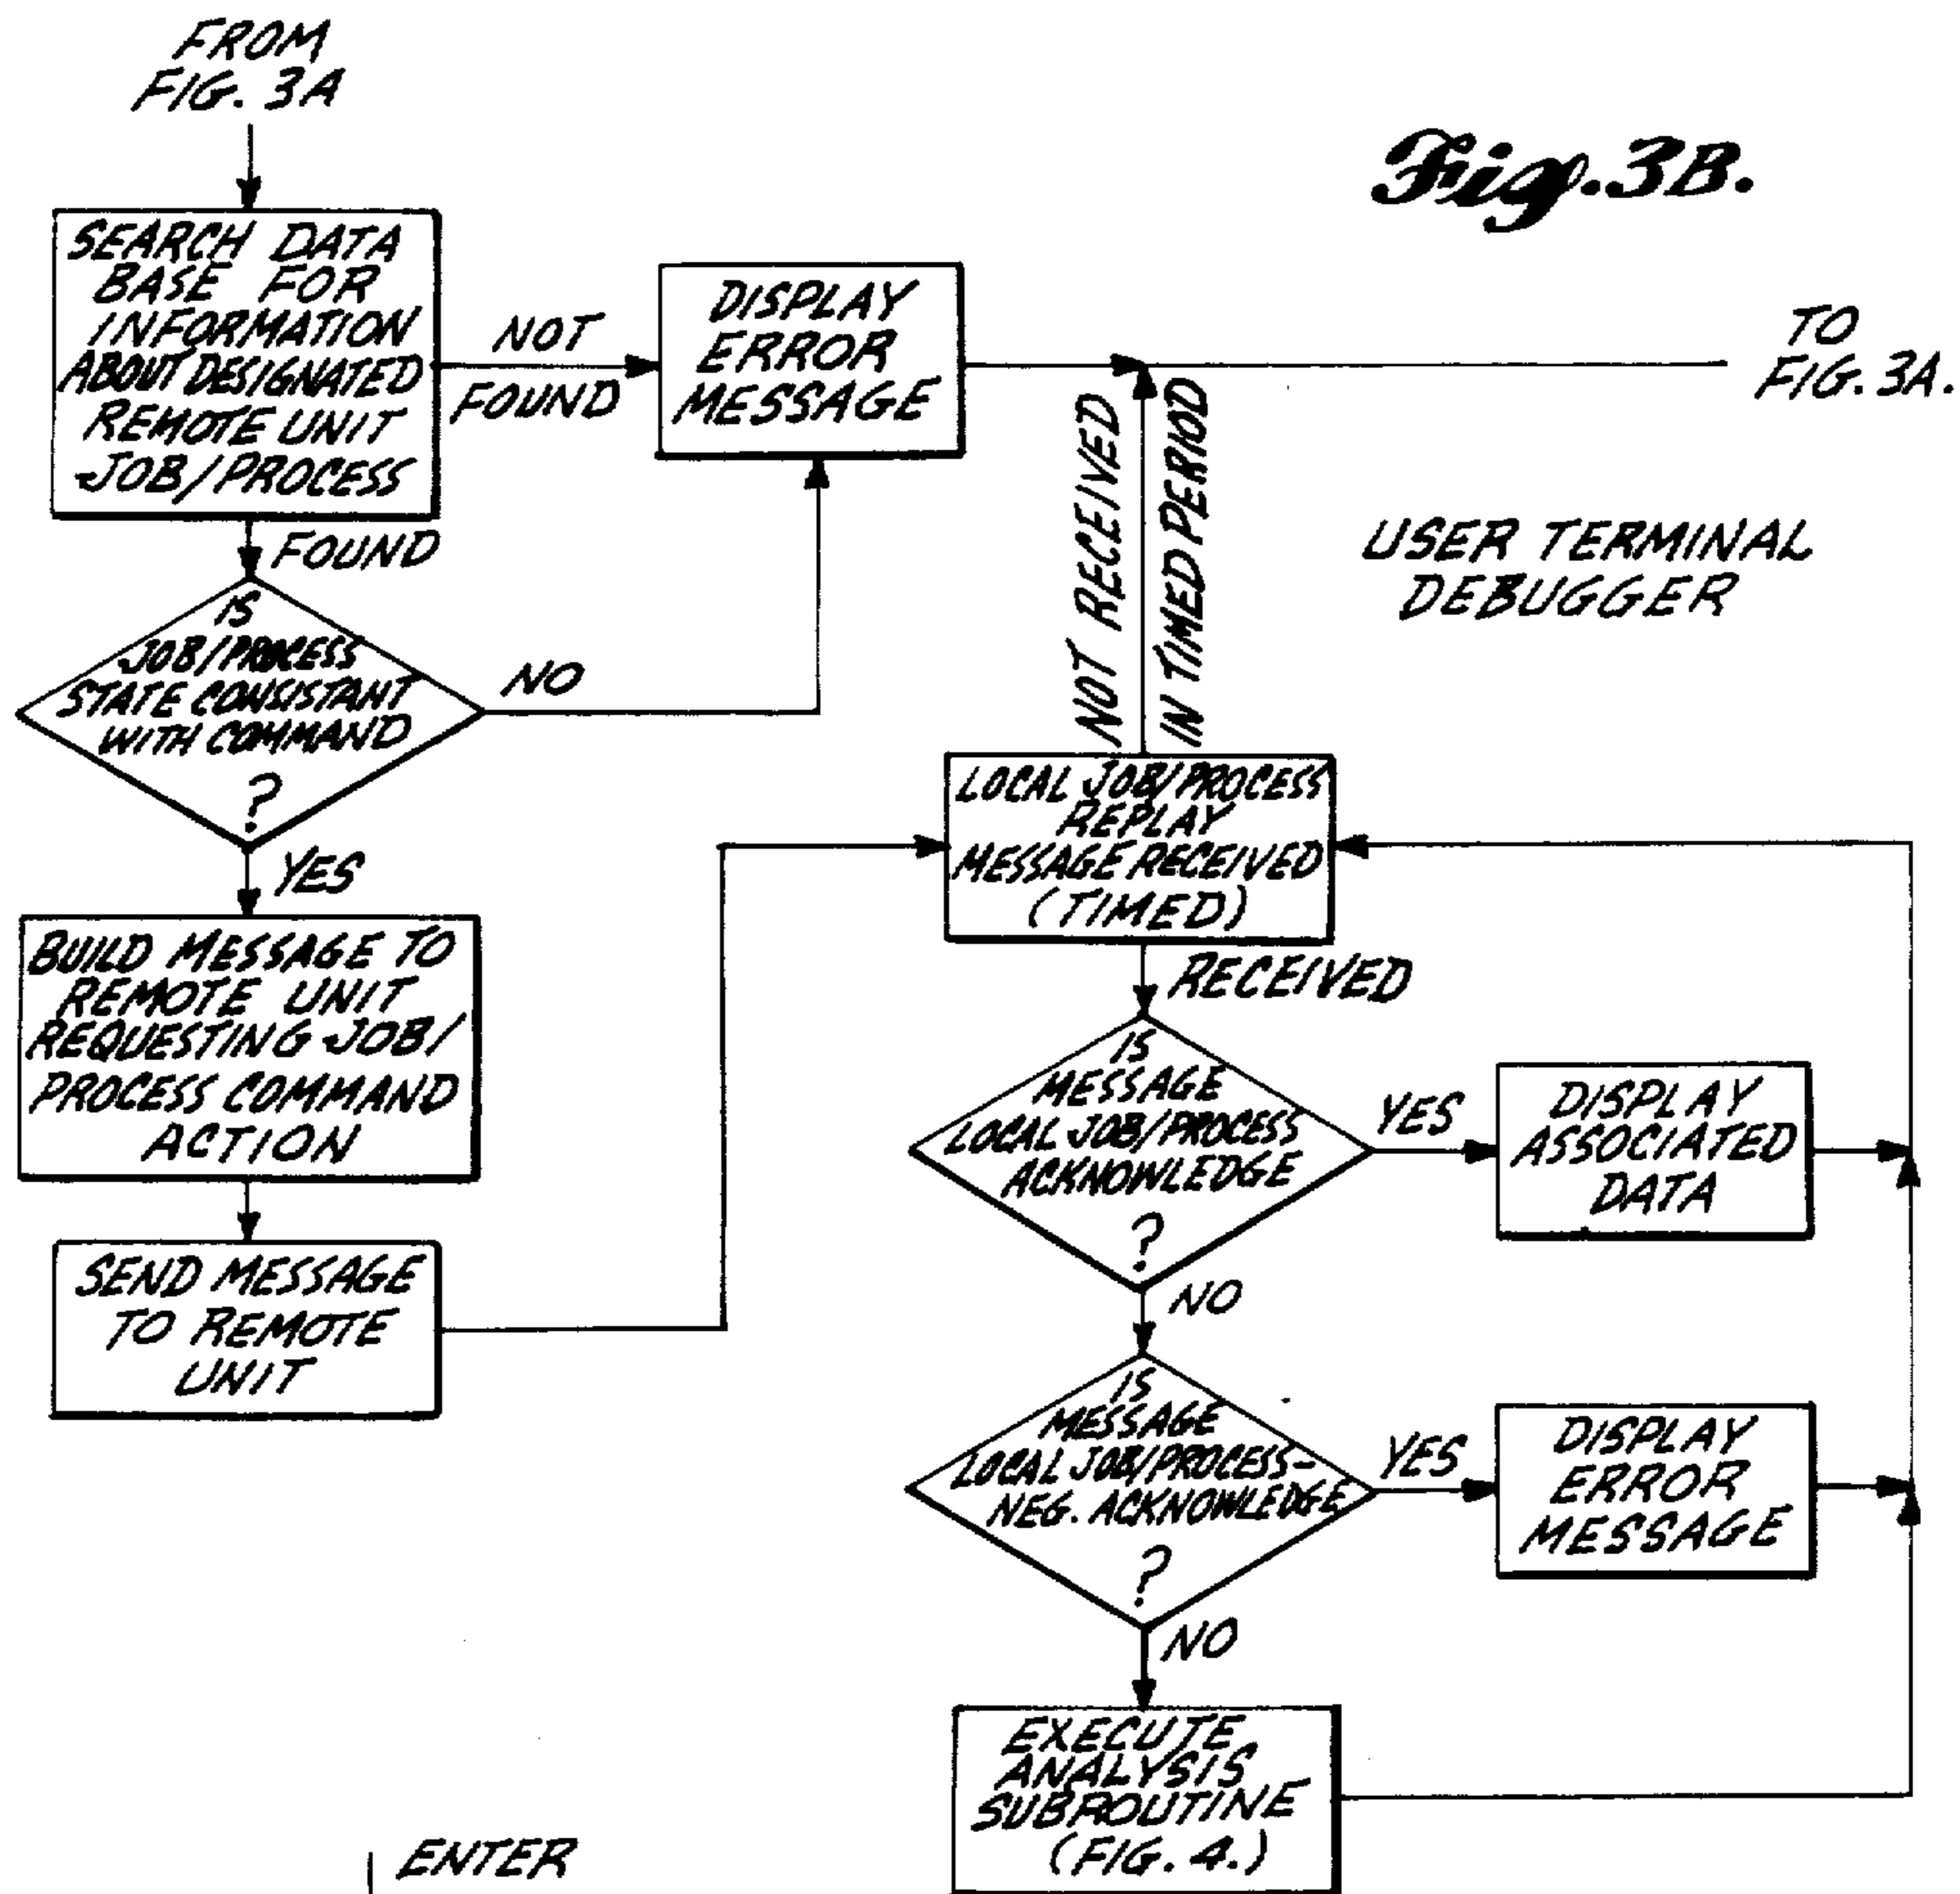 FROM
FIG. 3A
Fig. 3B.
SEARCH DATA
BASE FOR
INFORMATION
ABOUT DESIGNATED
REMOTE UNIT
JOB/PROCESS
NOT
FOUND
DISPLAY
ERROR
MESSAGE
TO
FIG. 3A.
NOT RECEIVED
IN TIMED PERIOD
USER TERMINAL
DEBUGGER
FOUND
IS
JOB/PROCESS
STATE CONSISTANT
WITH COMMAND
?
NO
YES
BUILD MESSAGE TO
REMOTE UNIT
REQUESTING JOB/
PROCESS COMMAND
ACTION
SEND MESSAGE
TO REMOTE
UNIT
LOCAL JOB/PROCESS
REPLAY
MESSAGE RECEIVED
(TIMED)
RECEIVED
IS
MESSAGE
LOCAL JOB/PROCESS
ACKNOWLEDGE
?
YES
DISPLAY
ASSOCIATED
DATA
NO
IS
MESSAGE
LOCAL JOB/PROCESS-
NEG. ACKNOWLEDGE
?
YES
DISPLAY
ERROR
MESSAGE
NO
EXECUTE
ANALYSIS
SUBROUTINE
(FIG. 4.)
ENTER